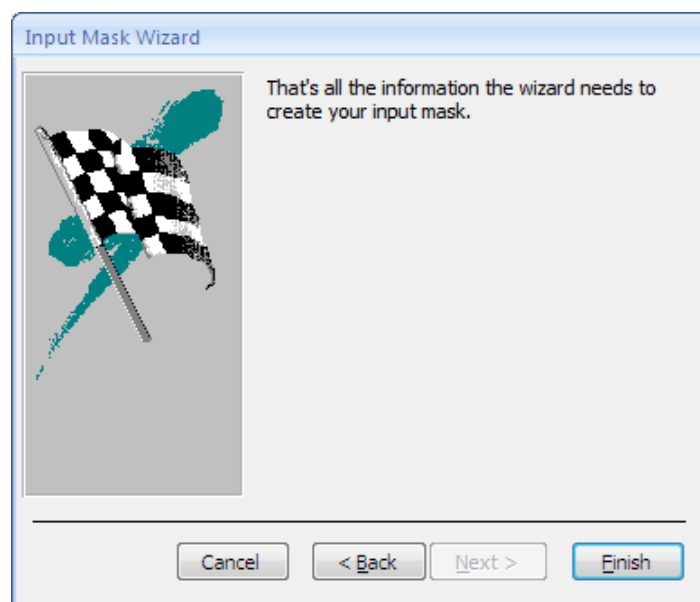 Input Mask Wizard
That's all the information the wizard needs to
create your input mask.
Cancel
< Back
Next >
Finish